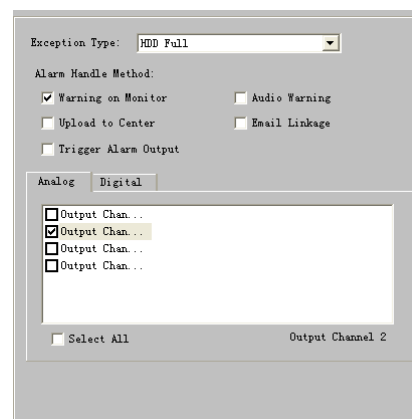 Exception Type: HDD Full
Alarm Handle Method:
Warning on Monitor Audio Warning
Upload to Center Email Linkage
Trigger Alarm Output
Analog Digital
Output Chan...
Output Chan...
Output Chan...
Output Chan...
Select All Output Channel 2